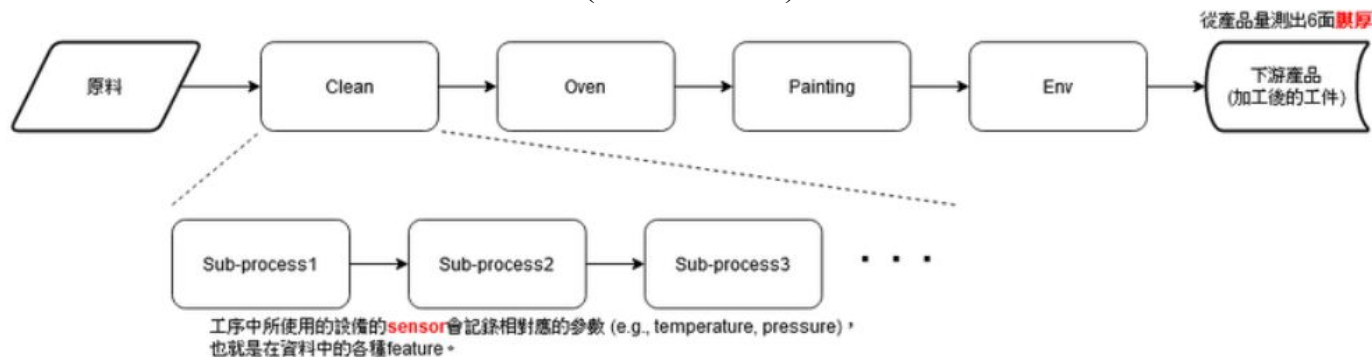 從產品量測出6面膜厚
原料
Clean
Oven
Painting
Env
下游產品
(加工後的工件)
Sub-process1
Sub-process2
Sub-process3
工序中所使用的設備的sensor會記錄相對應的參數 (e.g., temperature, pressure)，
也就是在資料中的各種feature。